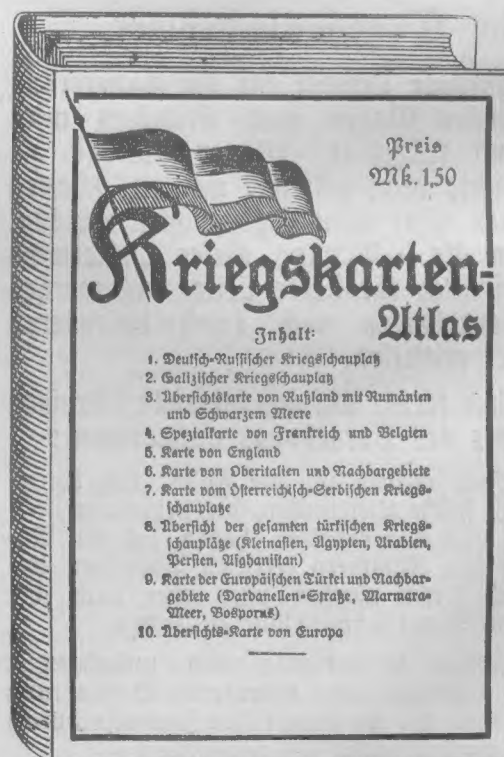 Preis
Mk. 1,50
Kriegskarten-
Atlas
Inhalt:
1. Deutsch-Russischer Kriegsschauplatz
2. Galizischer Kriegsschauplatz
3. Übersichtskarte von Rußland mit Rumänien
und Schwarzem Meere
4. Spezialkarte von Frankreich und Belgien
5. Karte von England
6. Karte von Oberitalien und Nachbargebiete
7. Karte vom Österreichisch-Serbischen Kriegs-
schauplatze
8. Übersicht der gesamten türkischen Kriegs-
schauplätze (Kleinasien, Ägypten, Arabien,
Persien, Afghanistan)
9. Karte der Europäischen Türkei und Nachbar-
gebiete (Dardanellen-Straße, Marmara-
Meer, Bosporus)
10. Übersichts-Karte von Europa